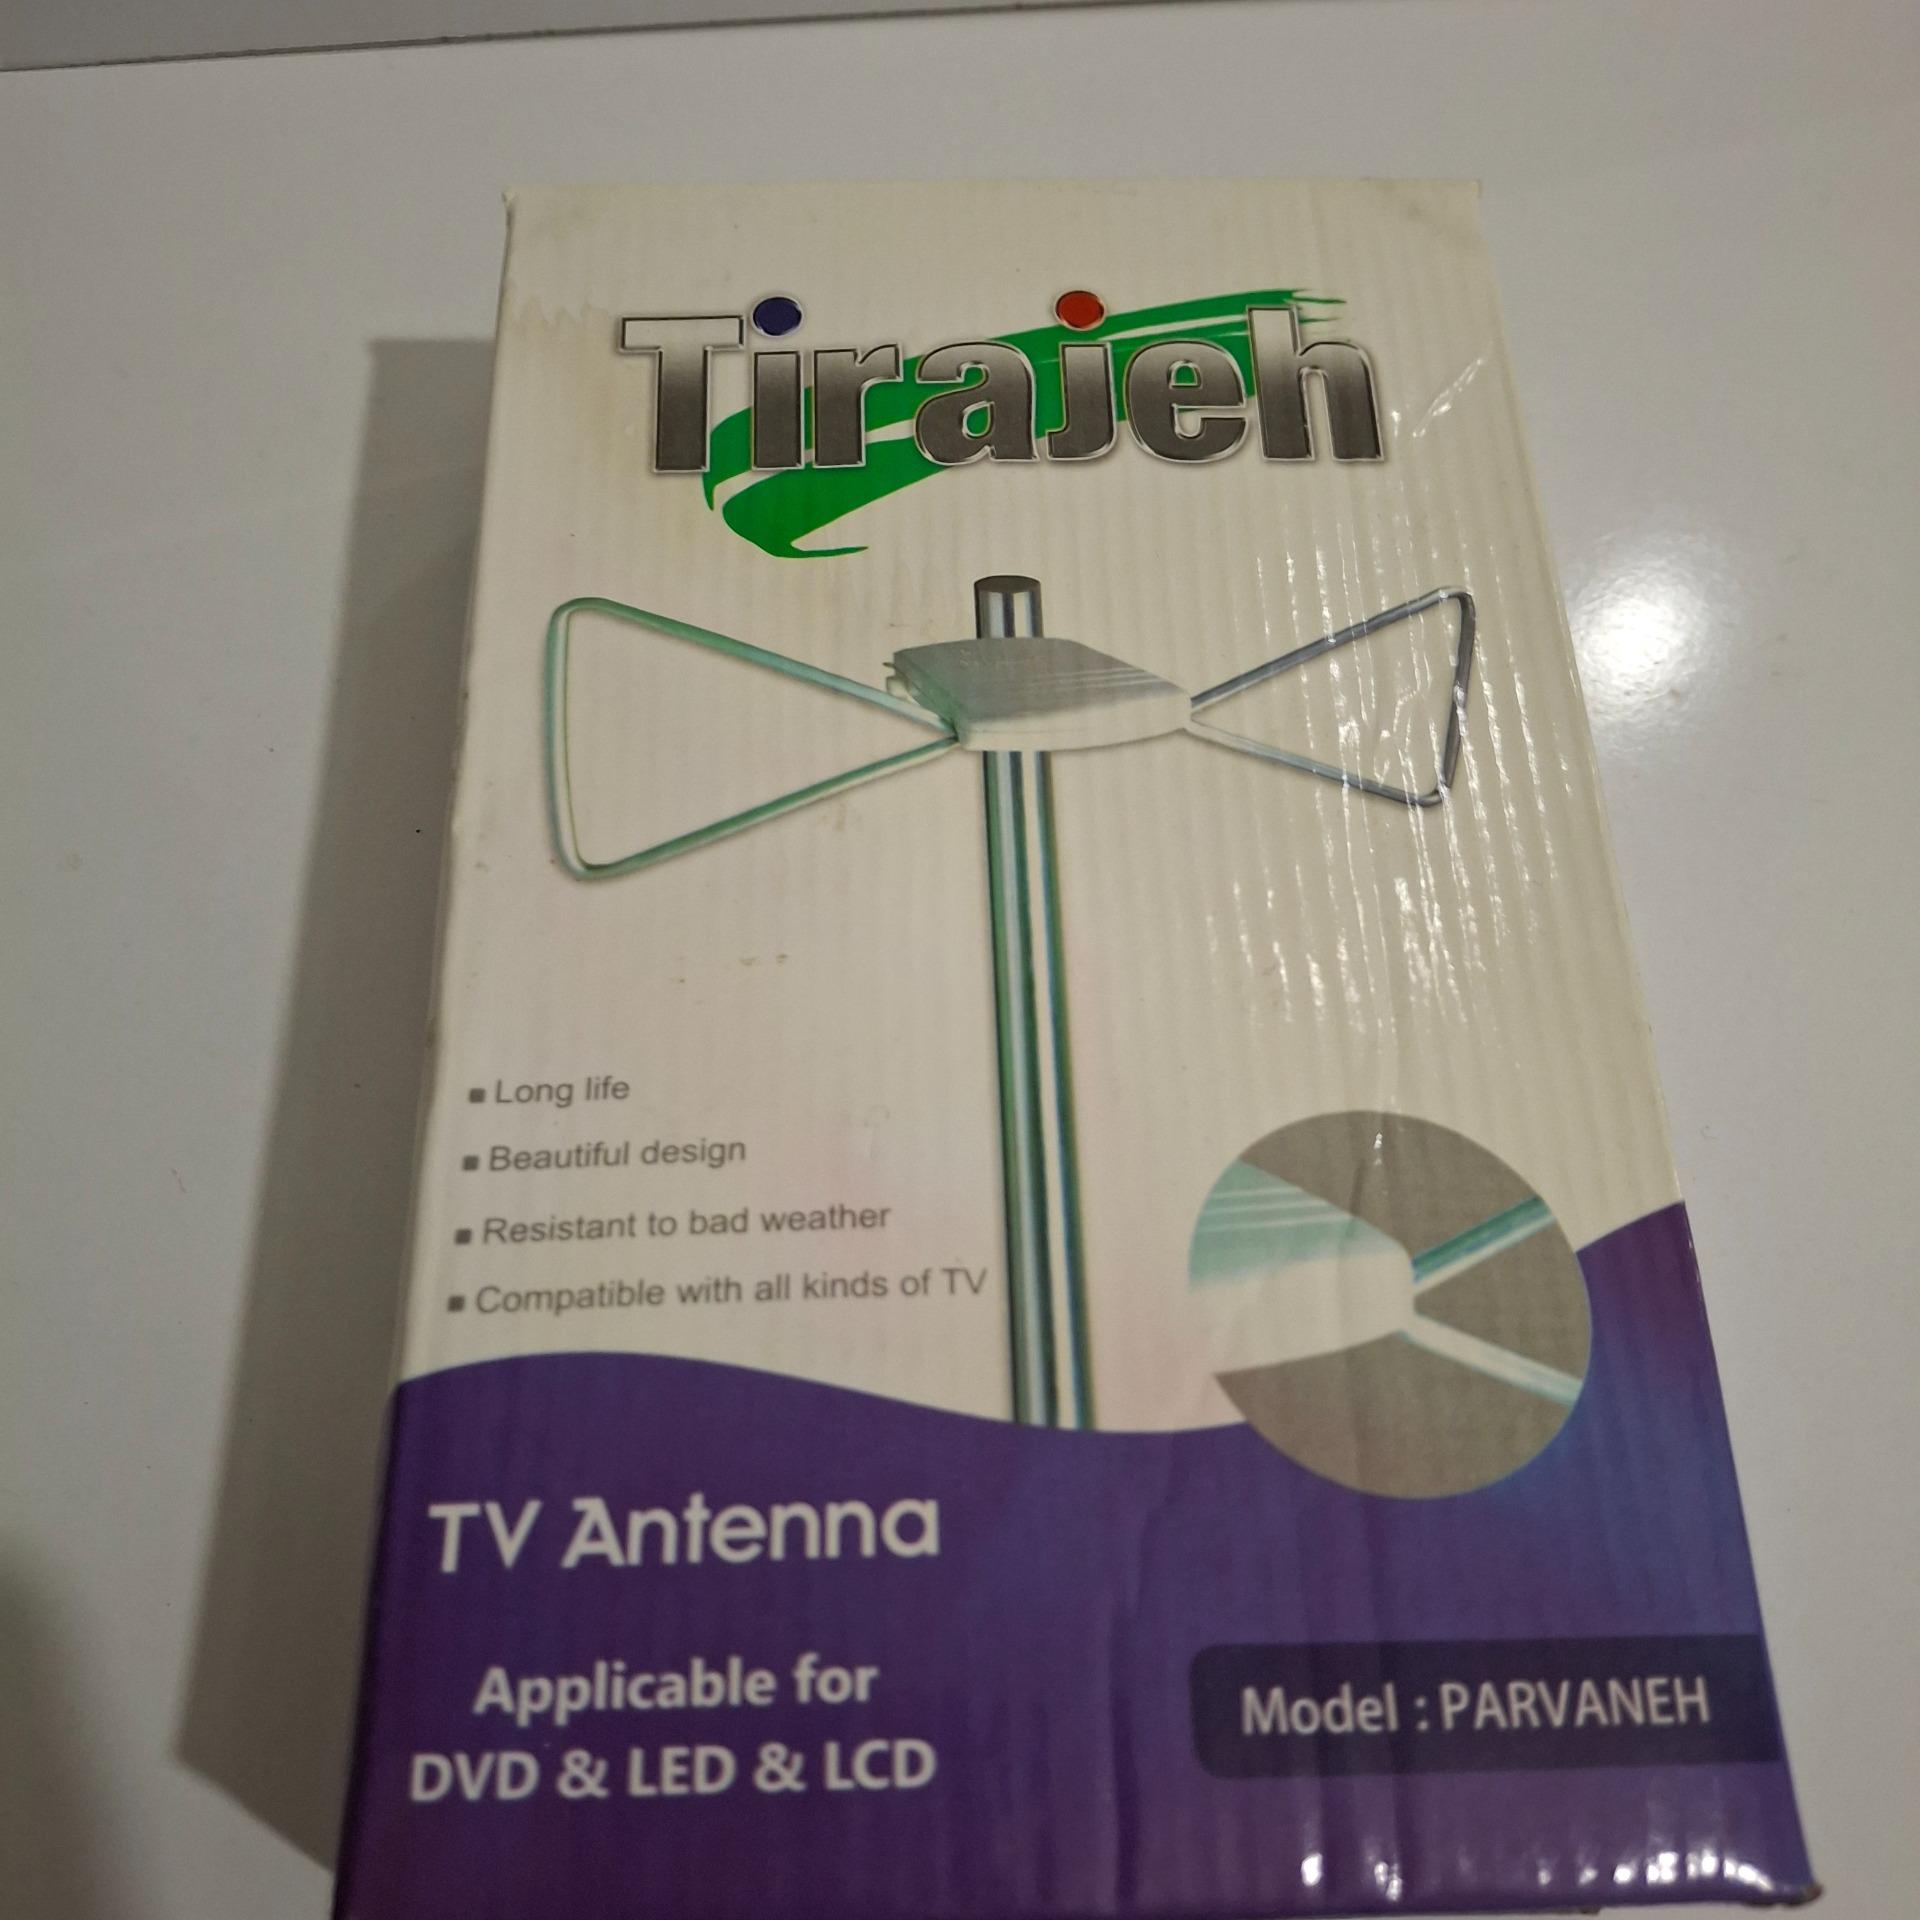 Tirajeh
Long life
Beautiful design
Resistant to bad weather
Compatible with all kinds of TV
TV Antenna
Applicable for
DVD & LED & LCD
Model : PARVANEH